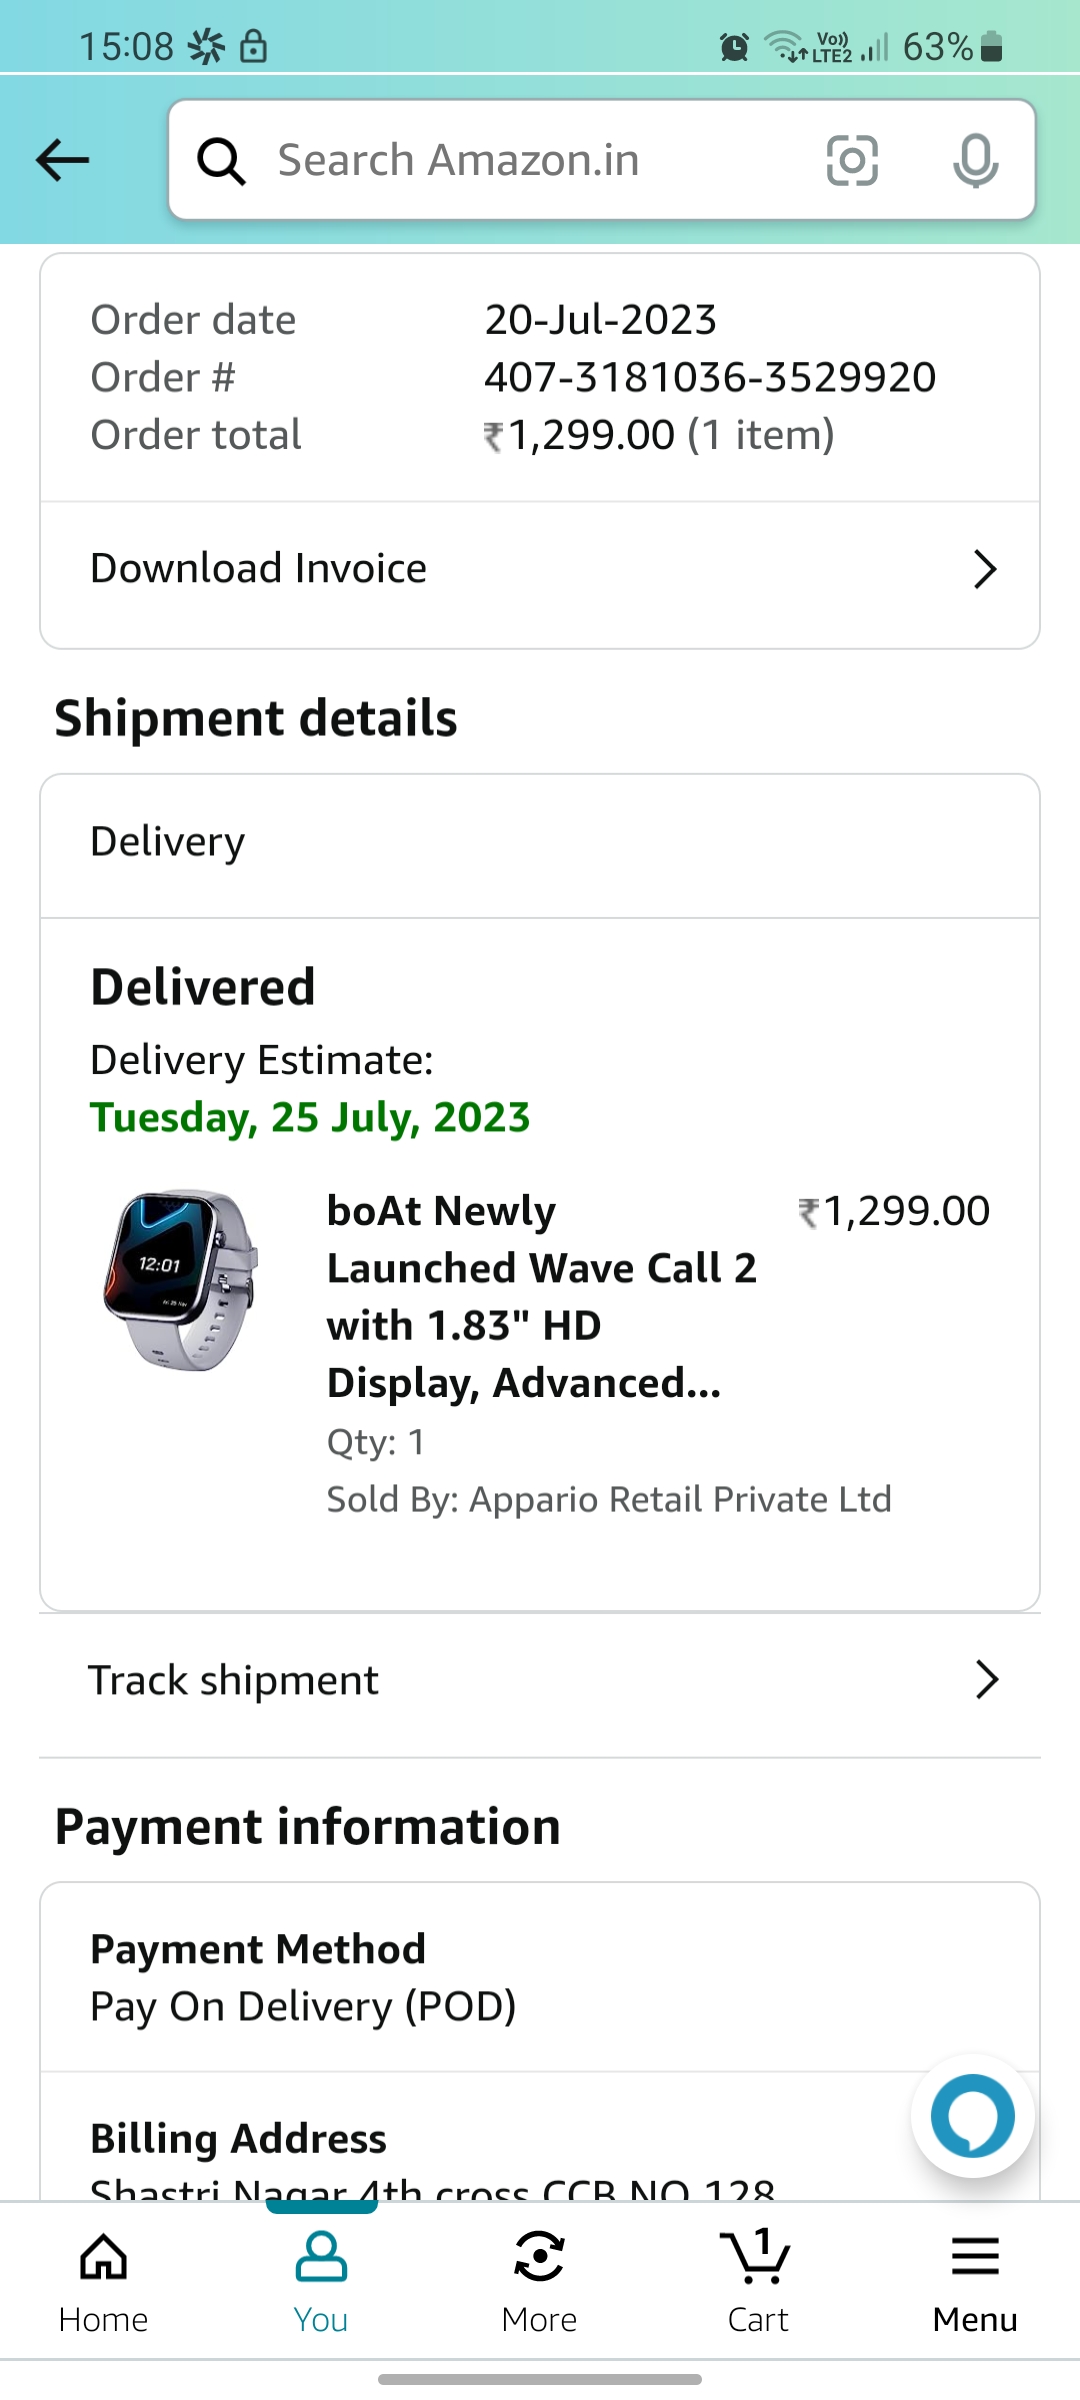 15:08 Vo)) LTE2 63%
Search Amazon.in
Order date 20-Jul-2023
Order # 407-3181036-3529920
Order total ₹1,299.00 (1 item)
Download Invoice
Shipment details
Delivery
Delivered
Delivery Estimate:
Tuesday, 25 July, 2023
12:01
boAt Newly ₹1,299.00
Launched Wave Call 2
with 1.83" HD
Display, Advanced...
Qty: 1
Sold By: Appario Retail Private Ltd
Track shipment
Payment information
Payment Method
Pay On Delivery (POD)
Billing Address
Shastri Nagar 4th cross CCB NO 128
1
Home You More Cart Menu